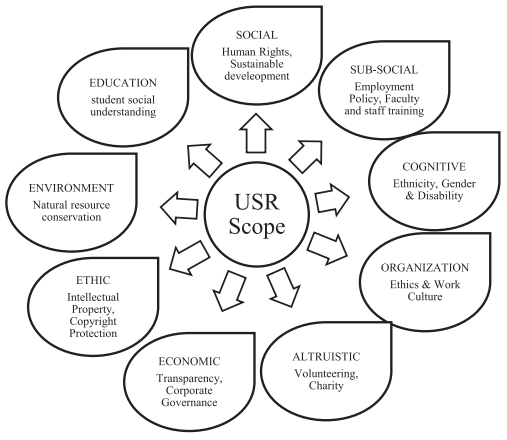 SOCIAL
Human Rights,
Sustainable
develeopment
SUB-SOCIAL
Employment
Policy, Faculty
and staff training
COGNITIVE
Ethnicity, Gender
& Disability
ORGANIZATION
Ethics & Work
Culture
ALTRUISTIC
Volunteering,
Charity
ECONOMIC
Transparency,
Corporate
Governance
ETHIC
Intellectual
Property,
Copyright
Protection
ENVIRONMENT
Natural resource
conservation
EDUCATION
student social
understanding
USR
Scope